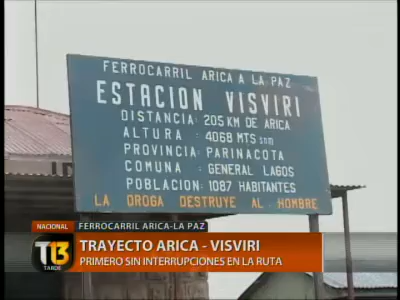 FERROCARRIL ARICA A LA PAZ
ESTACION VISVIRI
DISTANCIA: 205 KM DE ARICA
ALTURA : 4068 MTS snm
PROVINCIA: PARINACOTA
COMUNA : GENERAL LAGOS
POBLACION: 1087 HABITANTES
LA DROGA DESTRUYE AL HOMBRE
NACIONAL
FERROCARRIL ARICA-LA PAZ
T13
TARDE
TRAYECTO ARICA - VISVIRI
PRIMERO SIN INTERRUPCIONES EN LA RUTA